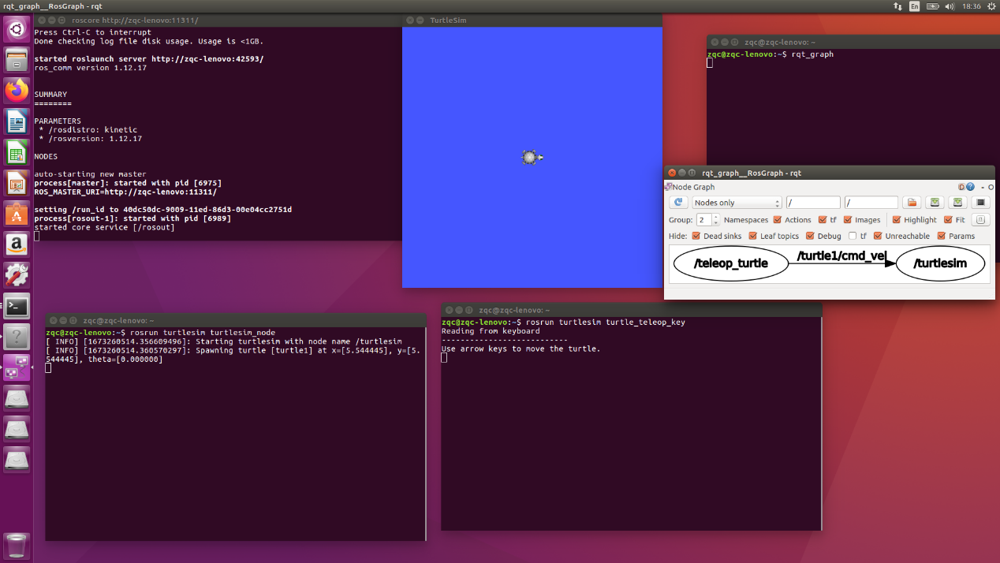 rqt_graph__RosGraph - rqt
En
18:36
roscore http://zqc-lenovo:11311/
Press Ctrl-C to interrupt
Done checking log file disk usage. Usage is <1GB.
started roslaunch server http://zqc-lenovo:42593/
ros_comm version 1.12.17
SUMMARY
========
PARAMETERS
* /rosdistro: kinetic
* /rosversion: 1.12.17
NODES
auto-starting new master
process[master]: started with pid [6975]
ROS_MASTER_URI=http://zqc-lenovo:11311/
setting /run_id to 40dc50dc-9009-11ed-86d3-00e04cc2751d
process[rosout-1]: started with pid [6989]
started core service [/rosout]
TurtleSim
zqc@zqc-lenovo: ~
zqc@zqc-lenovo:~$ rqt_graph
rqt_graph__RosGraph - rqt
Node Graph
D ? - O
Nodes only / /
Group: 2 Namespaces Actions tf Images Highlight Fit
Hide: Dead sinks Leaf topics Debug tf Unreachable Params
/teleop_turtle /turtle1/cmd_vel /turtlesim
zqc@zqc-lenovo: ~
zqc@zqc-lenovo:~$ rosrun turtlesim turtlesim_node
[ INFO] [1673260514.356609496]: Starting turtlesim with node name /turtlesim
[ INFO] [1673260514.360570297]: Spawning turtle [turtle1] at x=[5.544445], y=[5.
544445], theta=[0.000000]
zqc@zqc-lenovo: ~
zqc@zqc-lenovo:~$ rosrun turtlesim turtle_teleop_key
Reading from keyboard
---------------------------
Use arrow keys to move the turtle.